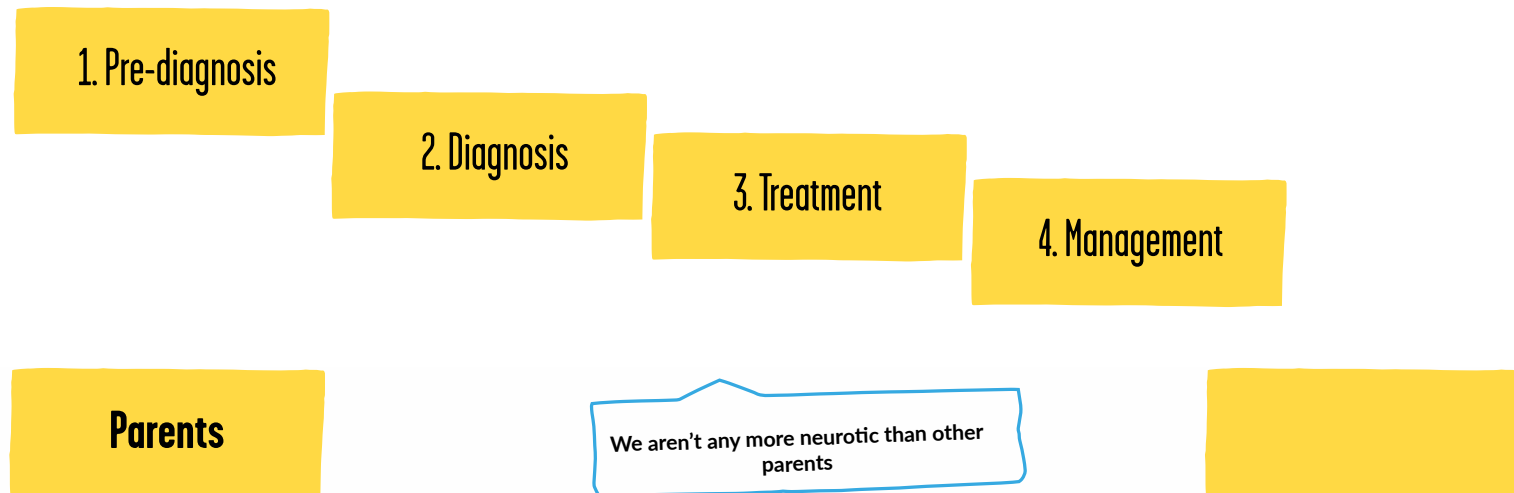 1. Pre-diagnosis
2. Diagnosis
3. Treatment
4. Management
Parents
We aren’t any more neurotic than other
parents